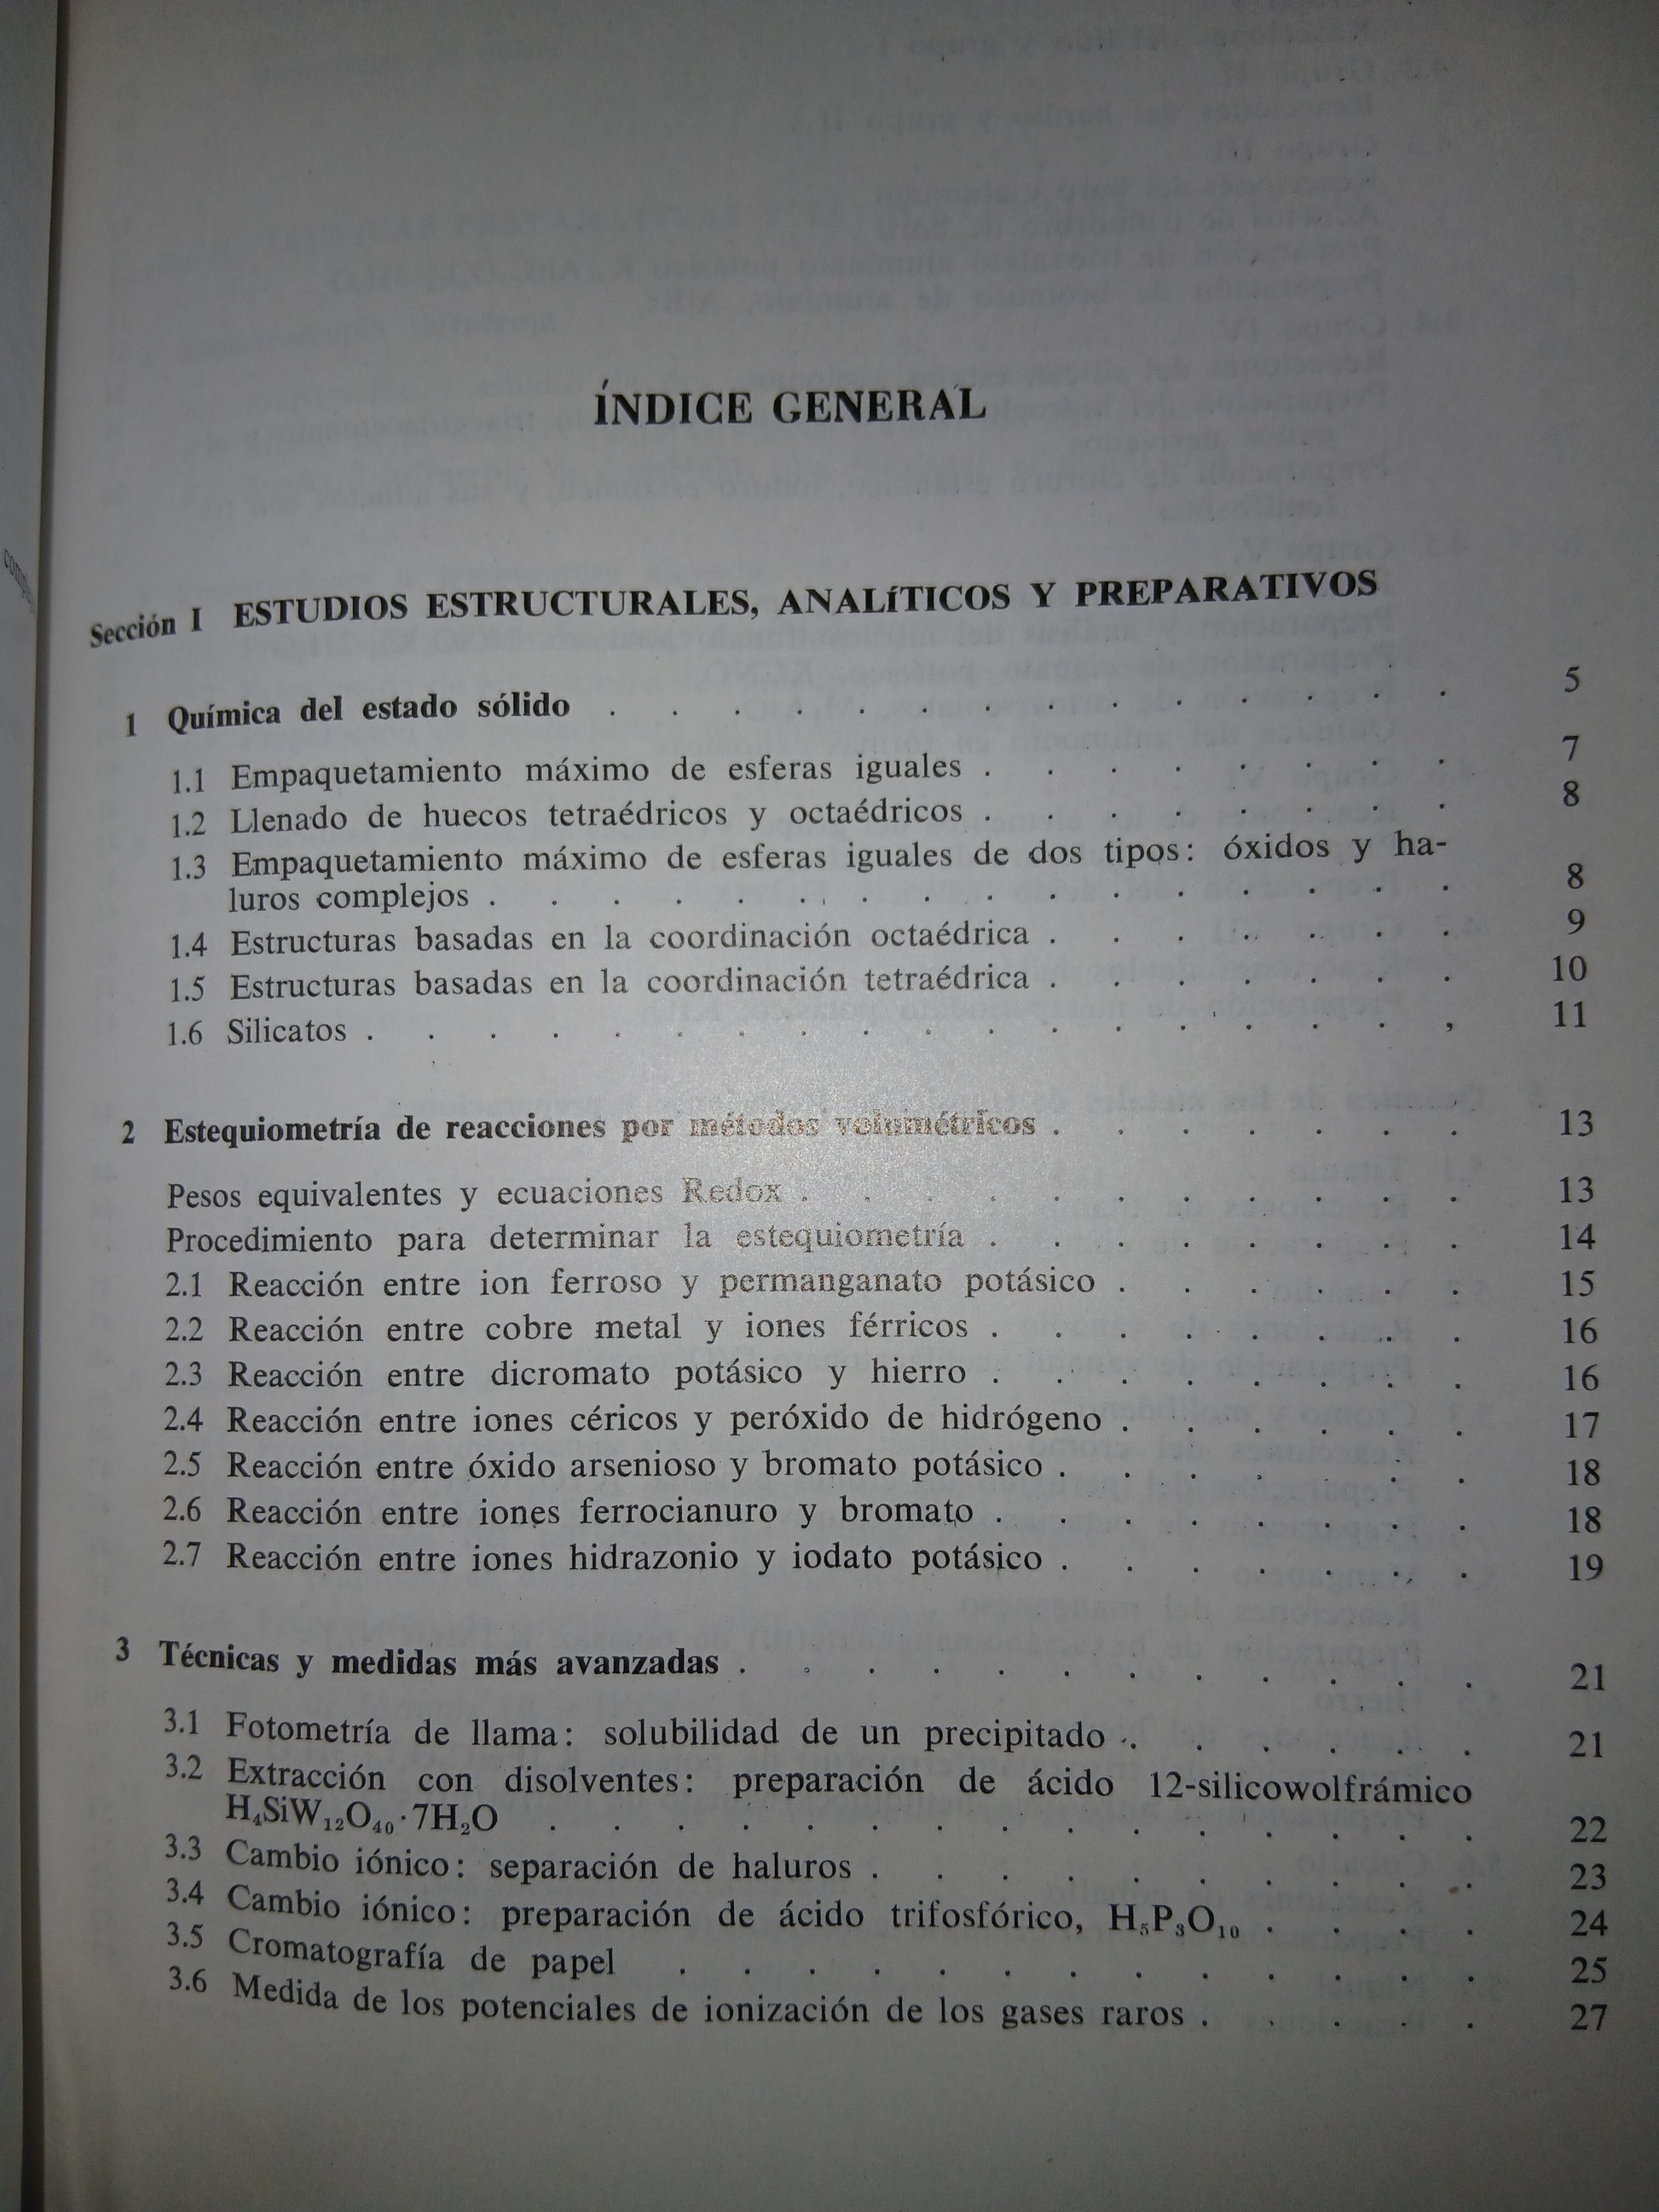 ÍNDICE GENERAL
Sección I ESTUDIOS ESTRUCTURALES, ANALÍTICOS Y PREPARATIVOS
1 Química del estado sólido . . . . . . . . . . . . . . 5
1.1 Empaquetamiento máximo de esferas iguales . . . . . . . . 7
1.2 Llenado de huecos tetraédricos y octaédricos . . . . . . . . 8
1.3 Empaquetamiento máximo de esferas iguales de dos tipos: óxidos y ha-
luros complejos . . . . . . . . . . . . . . . . 8
1.4 Estructuras basadas en la coordinación octaédrica . . . . . . . 9
1.5 Estructuras basadas en la coordinación tetraédrica . . . . . . . 10
1.6 Silicatos . . . . . . . . . . . . . . . . . . 11
2 Estequiometría de reacciones por métodos volumétricos . . . . . . . 13
Pesos equivalentes y ecuaciones Redox . . . . . . . . . . . 13
Procedimiento para determinar la estequiometría . . . . . . . . 14
2.1 Reacción entre ion ferroso y permanganato potásico . . . . . . 15
2.2 Reacción entre cobre metal y iones férricos . . . . . . . . 16
2.3 Reacción entre dicromato potásico y hierro . . . . . . . . 16
2.4 Reacción entre iones céricos y peróxido de hidrógeno . . . . . . 17
2.5 Reacción entre óxido arsenioso y bromato potásico . . . . . . . 18
2.6 Reacción entre iones ferrocianuro y bromato . . . . . . . . 18
2.7 Reacción entre iones hidrazonio y iodato potásico . . . . . . . 19
3 Técnicas y medidas más avanzadas . . . . . . . . . . . . 21
3.1 Fotometría de llama: solubilidad de un precipitado . . . . . . 21
3.2 Extracción con disolventes: preparación de ácido 12-silicowolfrámico
H₄SiW₁₂O₄₀·7H₂O . . . . . . . . . . . . . . . 22
3.3 Cambio iónico: separación de haluros . . . . . . . . . . 23
3.4 Cambio iónico: preparación de ácido trifosfórico, H₅P₃O₁₀ . . . . 24
3.5 Cromatografía de papel . . . . . . . . . . . . . 25
3.6 Medida de los potenciales de ionización de los gases raros . . . . . 27